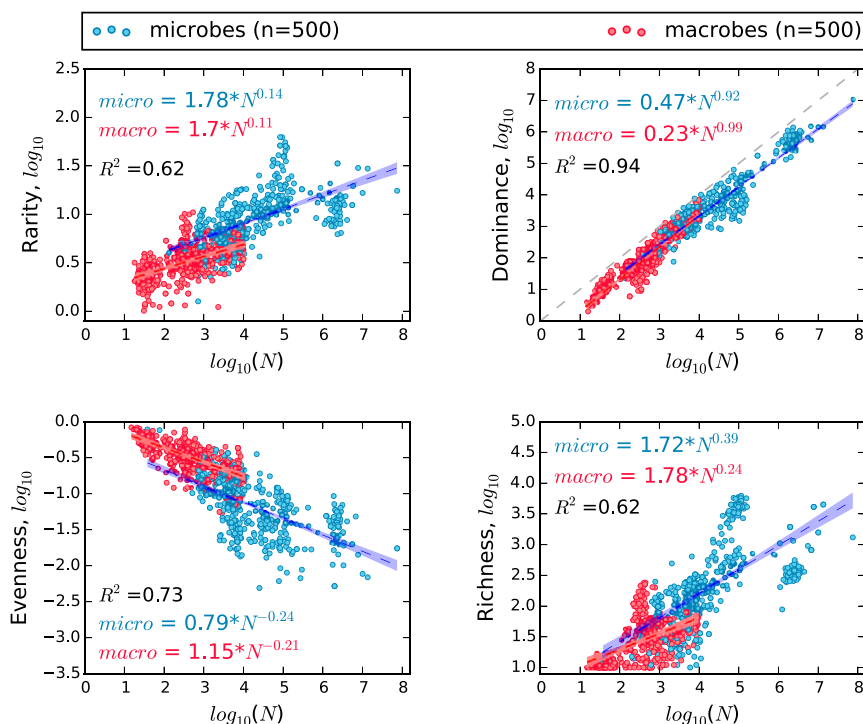 microbes (n=500) macrobes (n=500)
2.5
2.0
1.5
1.0
0.5
0.0
Rarity, log10
micro = 1.78*N^0.14
macro = 1.7*N^0.11
R^2 =0.62
0 1 2 3 4 5 6 7 8
log10(N)
8
7
6
5
4
3
2
1
0
Dominance, log10
micro = 0.47*N^0.92
macro = 0.23*N^0.99
R^2 =0.94
0 1 2 3 4 5 6 7 8
log10(N)
0.0
−0.5
−1.0
−1.5
−2.0
−2.5
−3.0
−3.5
Evenness, log10
R^2 =0.73
micro = 0.79*N^−0.24
macro = 1.15*N^−0.21
0 1 2 3 4 5 6 7 8
log10(N)
5.0
4.5
4.0
3.5
3.0
2.5
2.0
1.5
1.0
Richness, log10
micro = 1.72*N^0.39
macro = 1.78*N^0.24
R^2 =0.62
0 1 2 3 4 5 6 7 8
log10(N)